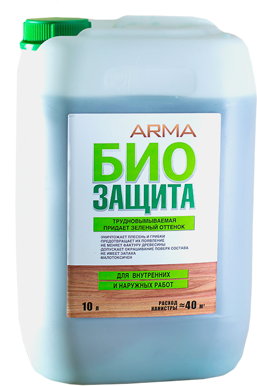 ARMA
БИО
ЗАЩИТА
ТРУДНОВЫМЫВАЕМАЯ
ПРИДАЕТ ЗЕЛЕНЫЙ ОТТЕНОК
УНИЧТОЖАЕТ ПЛЕСЕНЬ И ГРИБКИ
ПРЕДОТВРАЩАЕТ ИХ ПОЯВЛЕНИЕ
НЕ МЕНЯЕТ ФАКТУРУ ДРЕВЕСИНЫ
ДОПУСКАЕТ ОКРАШИВАНИЕ ПОВЕРХ СОСТАВА
НЕ ИМЕЕТ ЗАПАХА
МАЛОТОКСИЧЕН
ДЛЯ ВНУТРЕННИХ
И НАРУЖНЫХ РАБОТ
10 л
РАСХОД
КАНИСТРЫ ≈40 м²